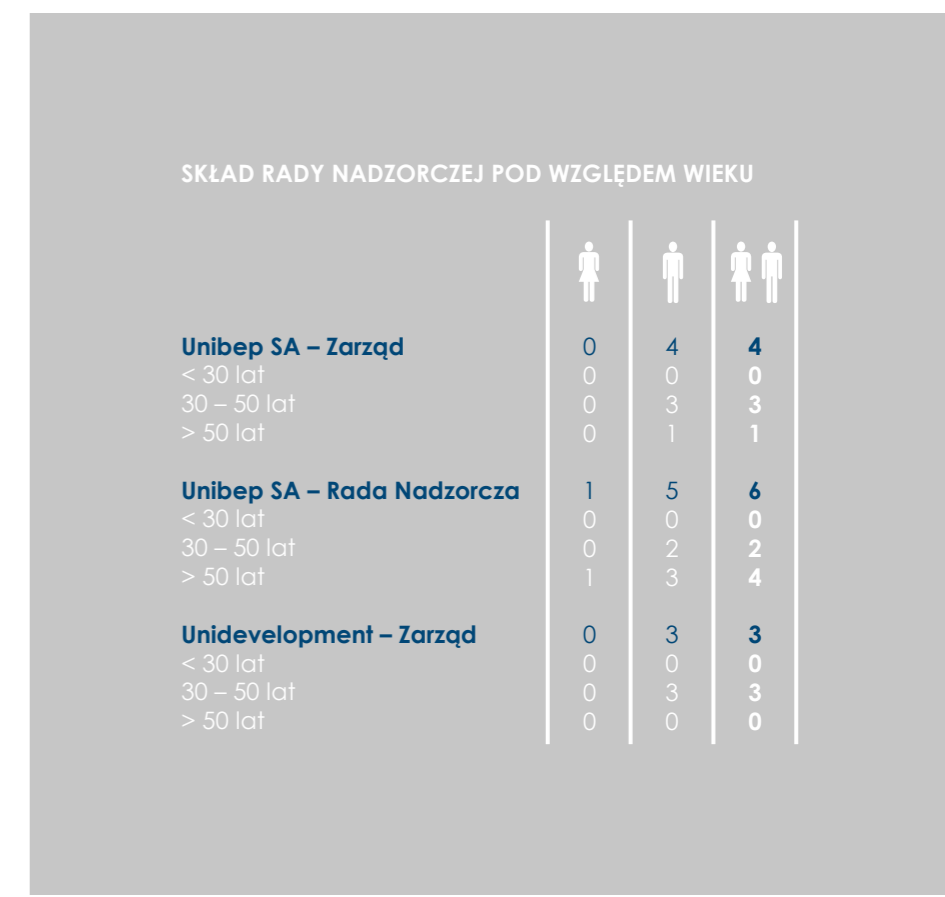 SKŁAD RADY NADZORCZEJ POD WZGLĘDEM WIEKU
Unibep SA – Zarząd 0 4 4
< 30 lat 0 0 0
30 – 50 lat 0 3 3
> 50 lat 0 1 1
Unibep SA – Rada Nadzorcza 1 5 6
< 30 lat 0 0 0
30 – 50 lat 0 2 2
> 50 lat 1 3 4
Unidevelopment – Zarząd 0 3 3
< 30 lat 0 0 0
30 – 50 lat 0 3 3
> 50 lat 0 0 0